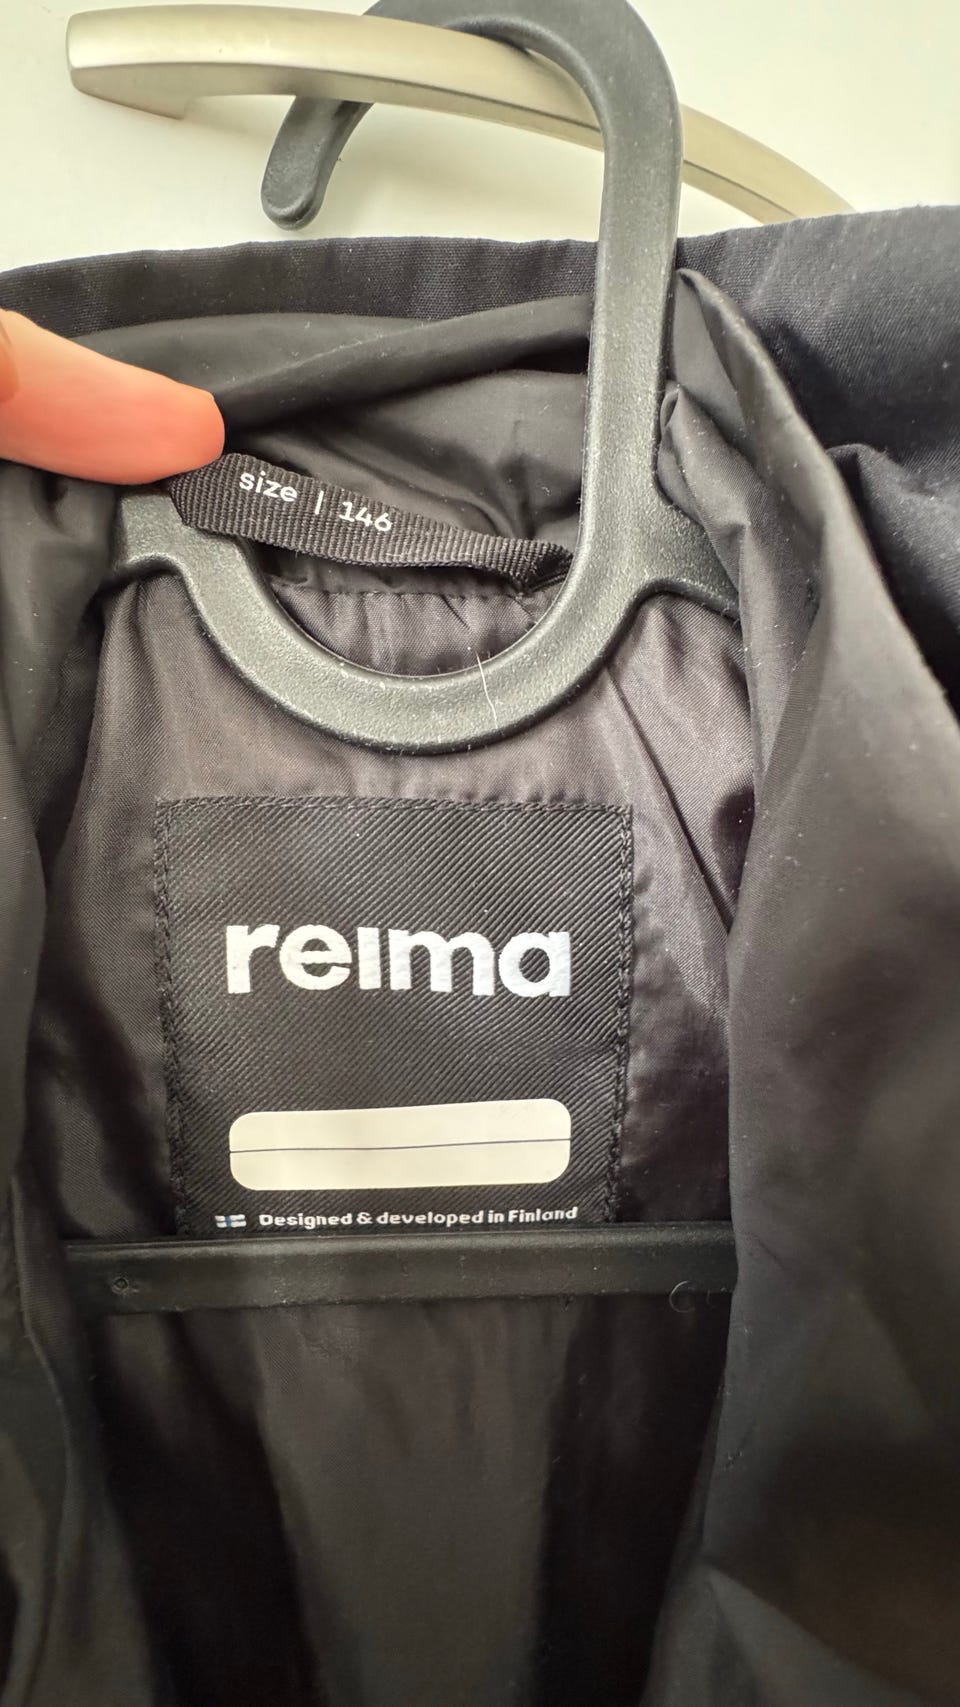 size | 146
reima
Designed & developed in Finland